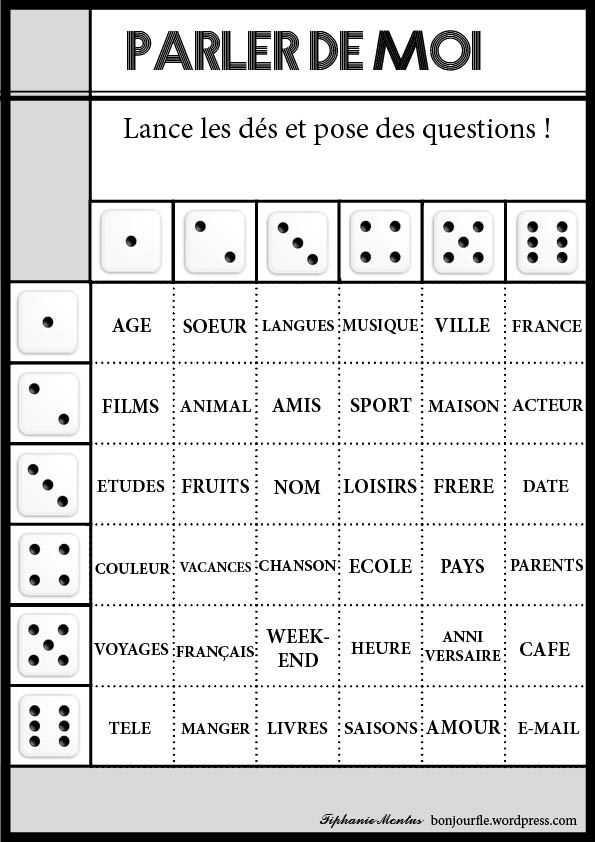 PARLER DE MOI
Lance les dés et pose des questions !
AGE SOEUR LANGUES MUSIQUE VILLE FRANCE
FILMS ANIMAL AMIS SPORT MAISON ACTEUR
ETUDES FRUITS NOM LOISIRS FRERE DATE
COULEUR VACANCES CHANSON ECOLE PAYS PARENTS
VOYAGES FRANÇAIS WEEK-
END HEURE ANNI
VERSAIRE CAFE
TELE MANGER LIVRES SAISONS AMOUR E-MAIL
Tiphanie Mentus bonjourfle.wordpress.com